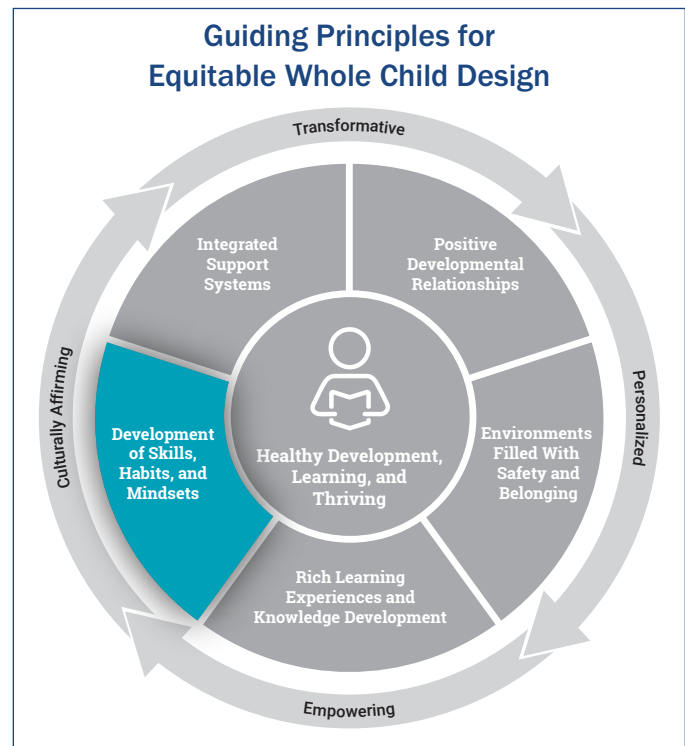 Guiding Principles for
Equitable Whole Child Design
Transformative
Integrated
Support
Systems
Positive
Developmental
Relationships
Culturally Affirming
Personalized
Development
of Skills,
Habits, and
Mindsets
Healthy Development,
Learning, and
Thriving
Environments
Filled With
Safety and
Belonging
Rich Learning
Experiences and
Knowledge Development
Empowering